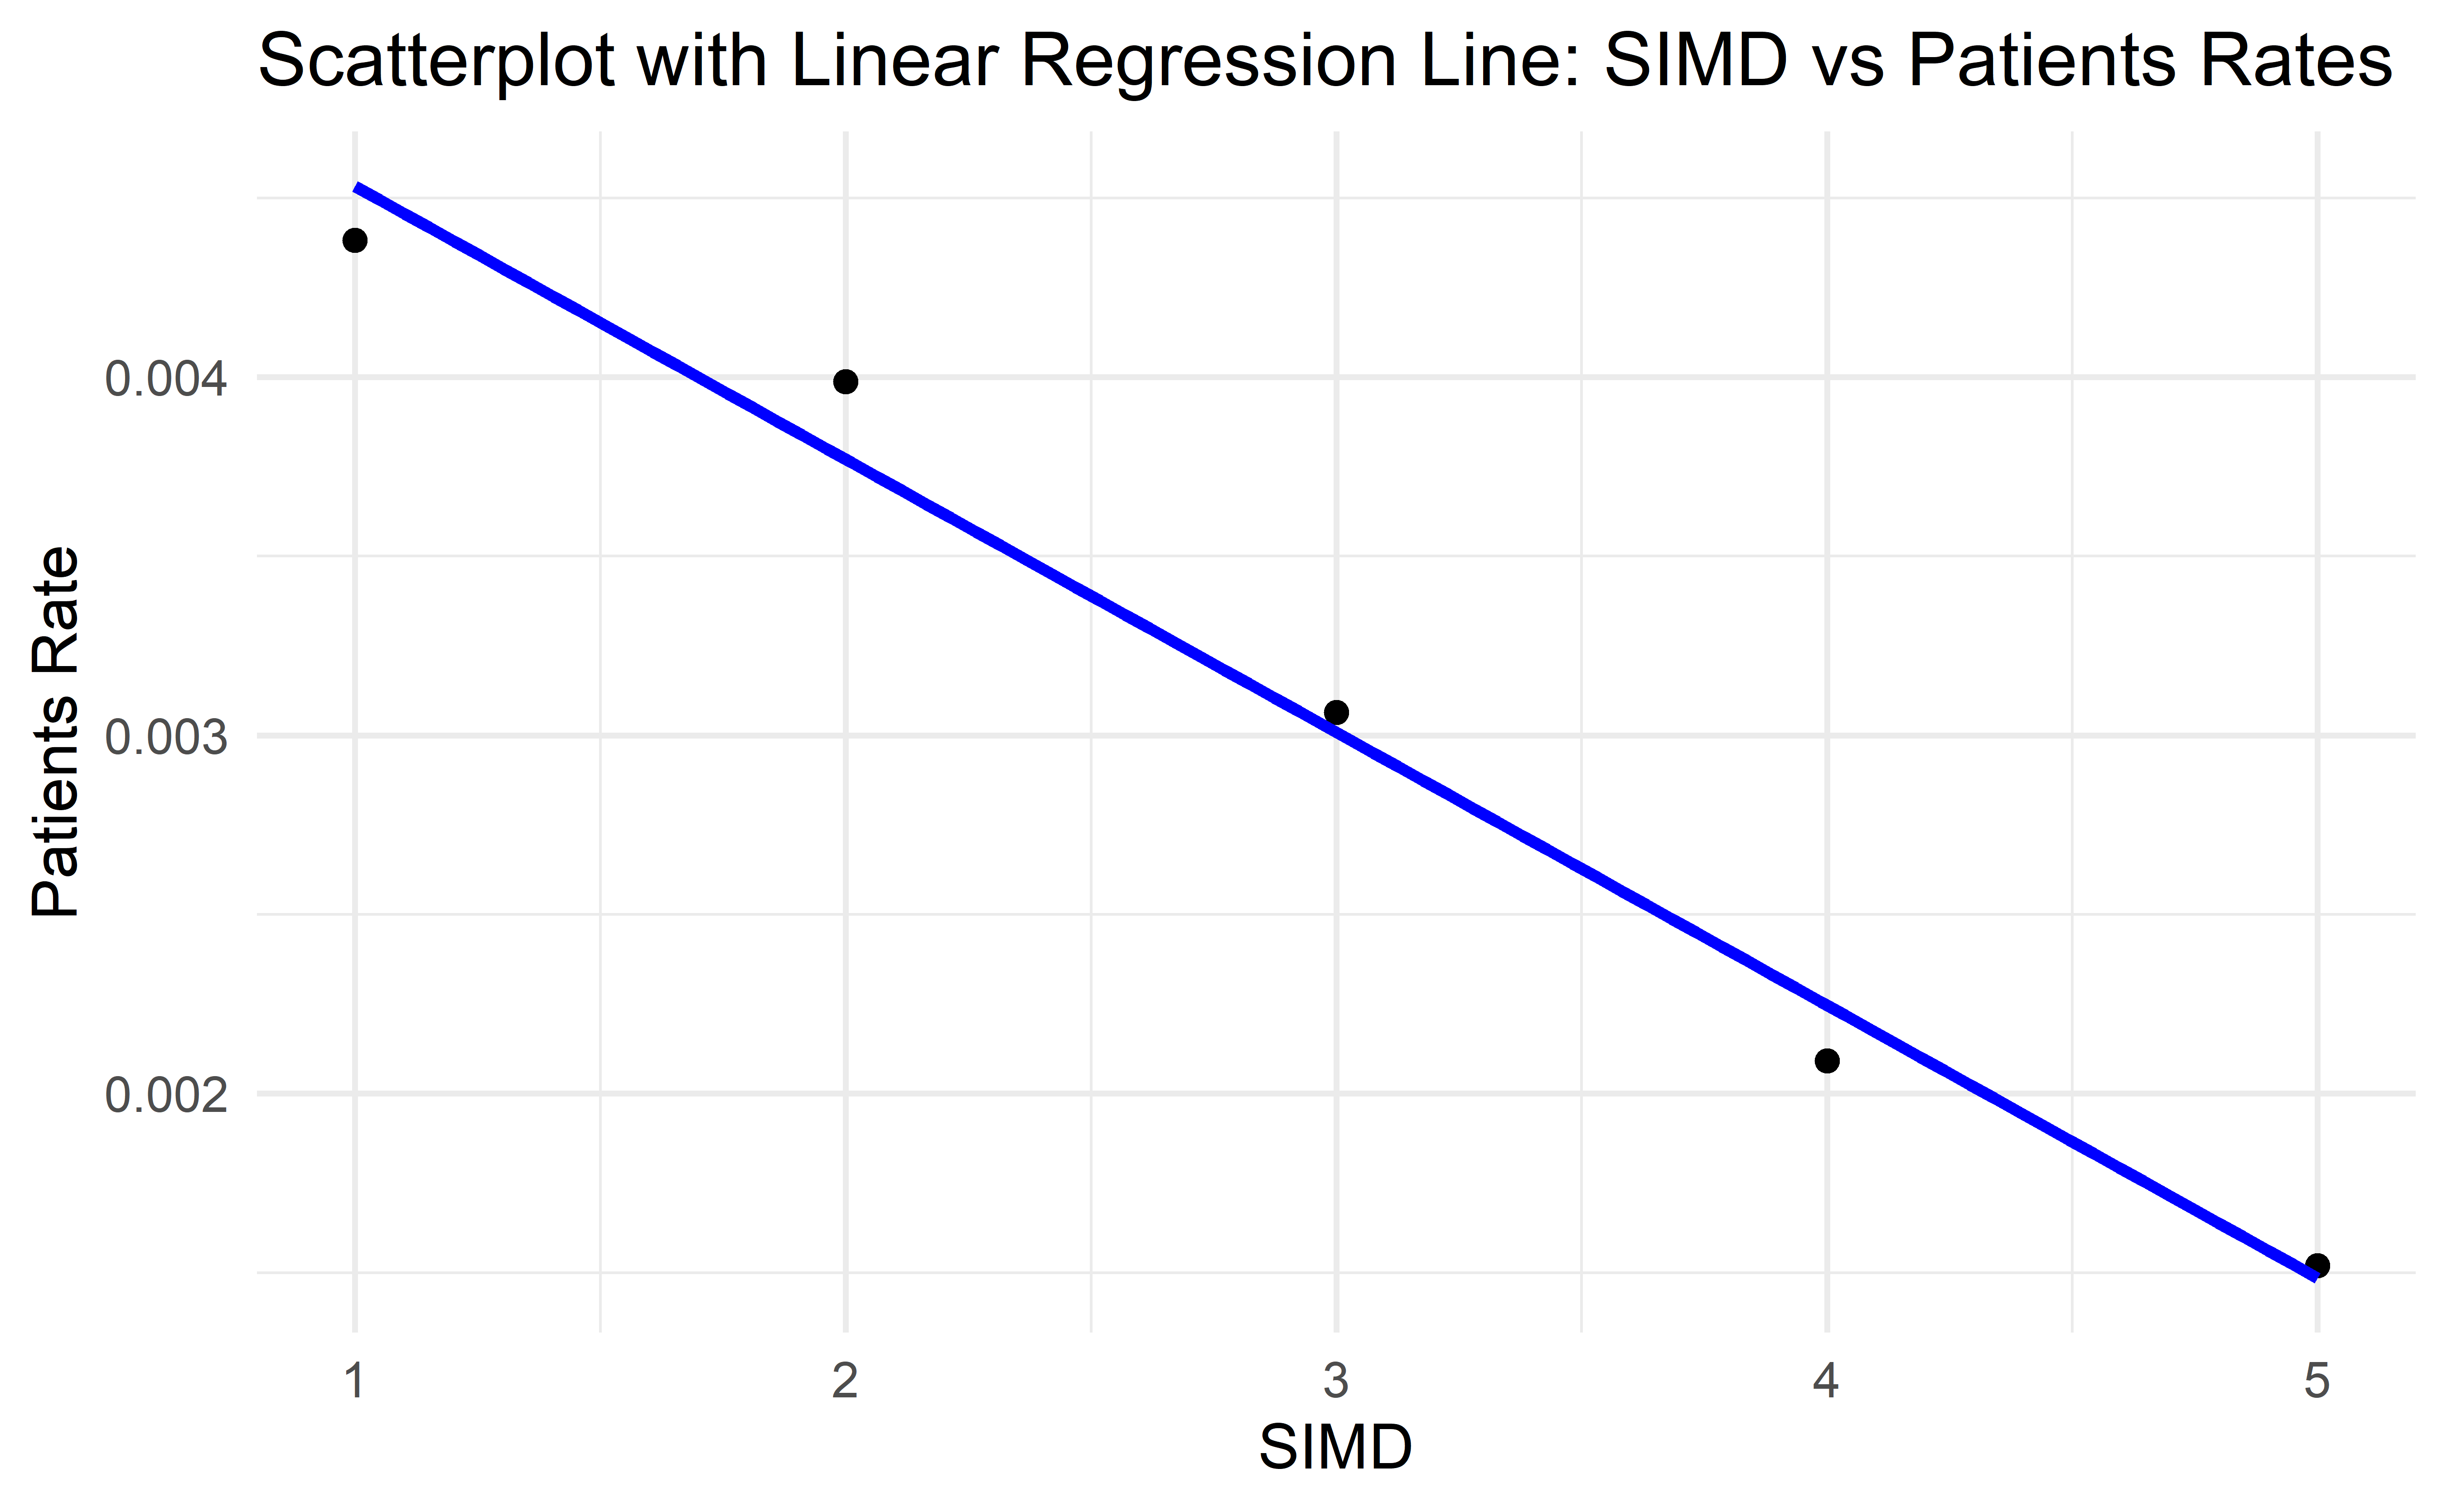 Scatterplot with Linear Regression Line: SIMD vs Patients Rates
Patients Rate
0.004
0.003
0.002
1 2 3 4 5
SIMD